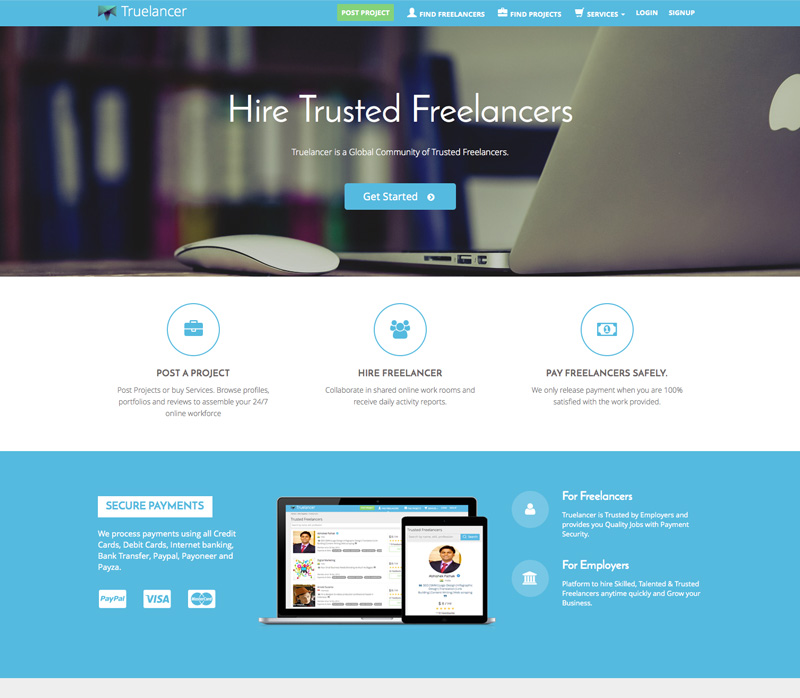 Truelancer
POST PROJECT
FIND FREELANCERS
FIND PROJECTS
SERVICES
LOGIN
SIGNUP
Hire Trusted Freelancers
Truelancer is a Global Community of Trusted Freelancers.
Get Started
POST A PROJECT
Post Projects or buy Services. Browse profiles,
portfolios and reviews to assemble your 24/7
online workforce
HIRE FREELANCER
Collaborate in shared online work rooms and
receive daily activity reports.
PAY FREELANCERS SAFELY.
We only release payment when you are 100%
satisfied with the work provided.
SECURE PAYMENTS
We process payments using all Credit
Cards, Debit Cards, Internet banking,
Bank Transfer, Paypal, Payoneer and
Payza.
PayPal
VISA
Truelancer
Trusted Freelancers
Trusted Freelancers
Search
For Freelancers
Truelancer is Trusted by Employers and
provides you Quality Jobs with Payment
Security.
For Employers
Platform to hire Skilled, Talented & Trusted
Freelancers anytime quickly and Grow your
Business.